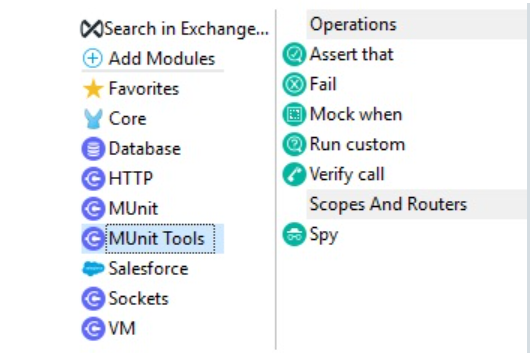 Search in Exchange...
Add Modules
Favorites
Core
Database
HTTP
MUnit
MUnit Tools
Salesforce
Sockets
VM
Operations
Assert that
Fail
Mock when
Run custom
Verify call
Scopes And Routers
Spy